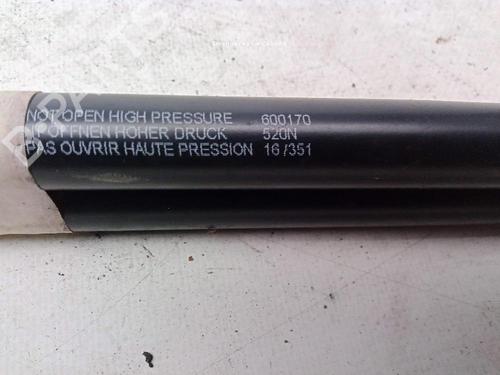 NOT OPEN HIGH PRESSURE 600170
ÖFFNEN HOHER DRUCK 520N
PAS OUVRIR HAUTE PRESSION 16 /351